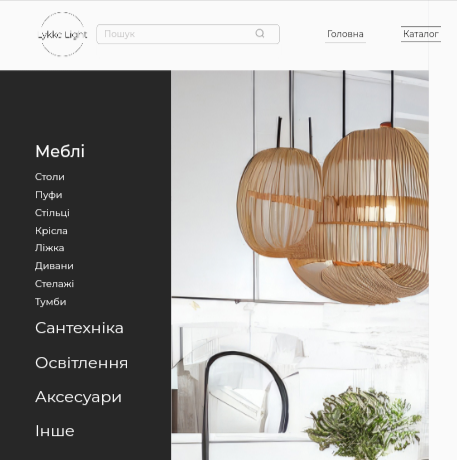 Lykke Light
Пошук
Головна
Каталог
Меблі
Столи
Пуфи
Стільці
Крісла
Ліжка
Дивани
Стелажі
Тумби
Сантехніка
Освітлення
Аксесуари
Інше